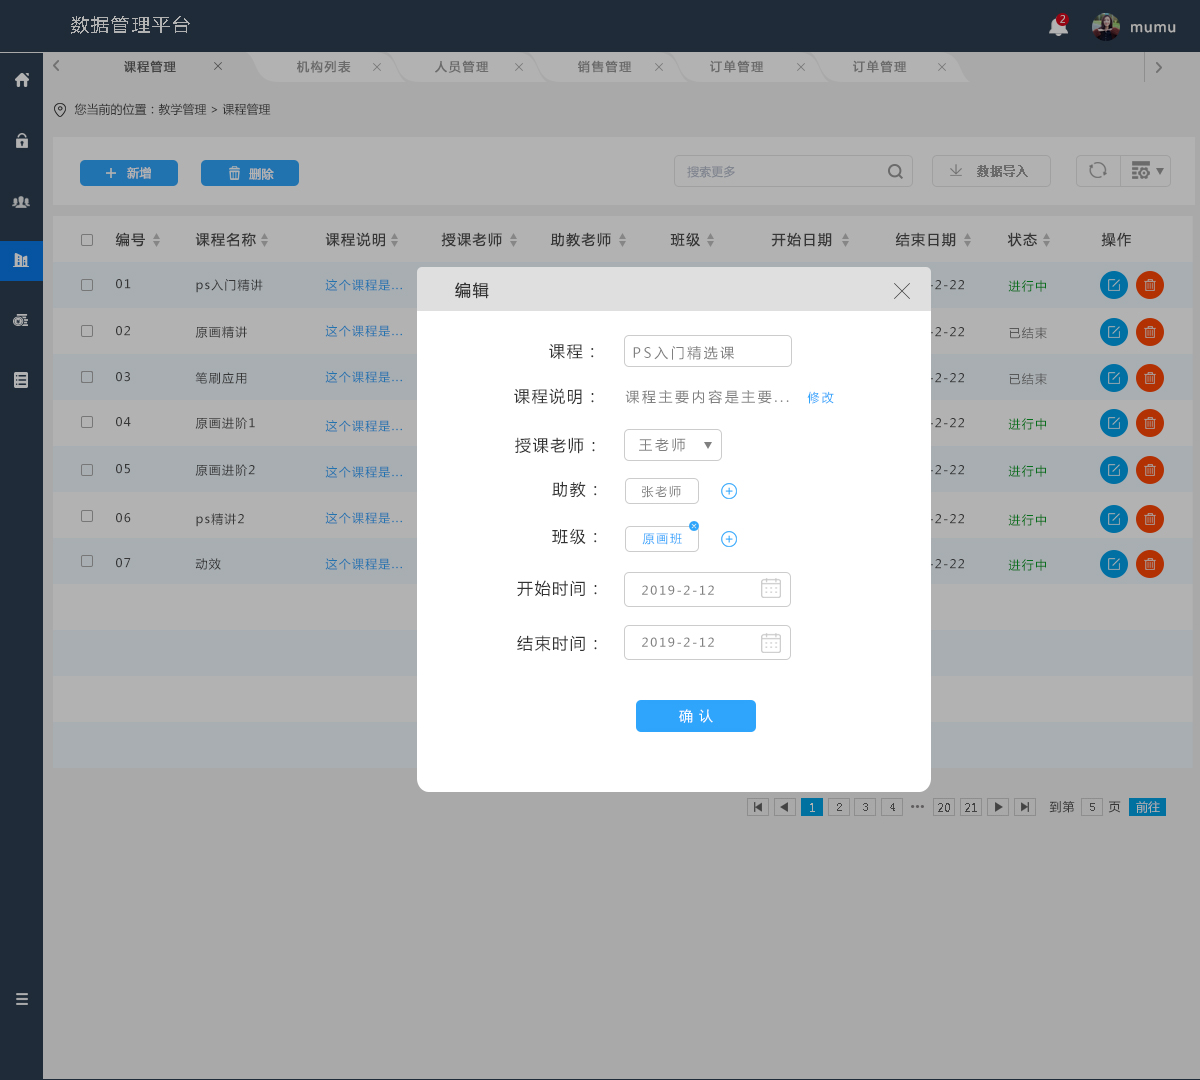 数据管理平台
2
mumu
课程管理 机构列表 人员管理 销售管理 订单管理 订单管理
您当前的位置：教学管理 > 课程管理
+ 新增 删除 搜索更多 数据导入
编号 课程名称 课程说明 授课老师 助教老师 班级 开始日期 结束日期 状态 操作
01 ps入门精讲 这个课程是... -2-22 进行中
02 原画精讲 这个课程是... -2-22 已结束
03 笔刷应用 这个课程是... -2-22 已结束
04 原画进阶1 这个课程是... -2-22 进行中
05 原画进阶2 这个课程是... -2-22 进行中
06 ps精讲2 这个课程是... -2-22 进行中
07 动效 这个课程是... -2-22 进行中
编辑
课程： PS入门精选课
课程说明： 课程主要内容是主要... 修改
授课老师： 王老师
助教： 张老师
班级： 原画班
开始时间： 2019-2-12
结束时间： 2019-2-12
确认
1 2 3 4 ••• 20 21 到第 5 页 前往